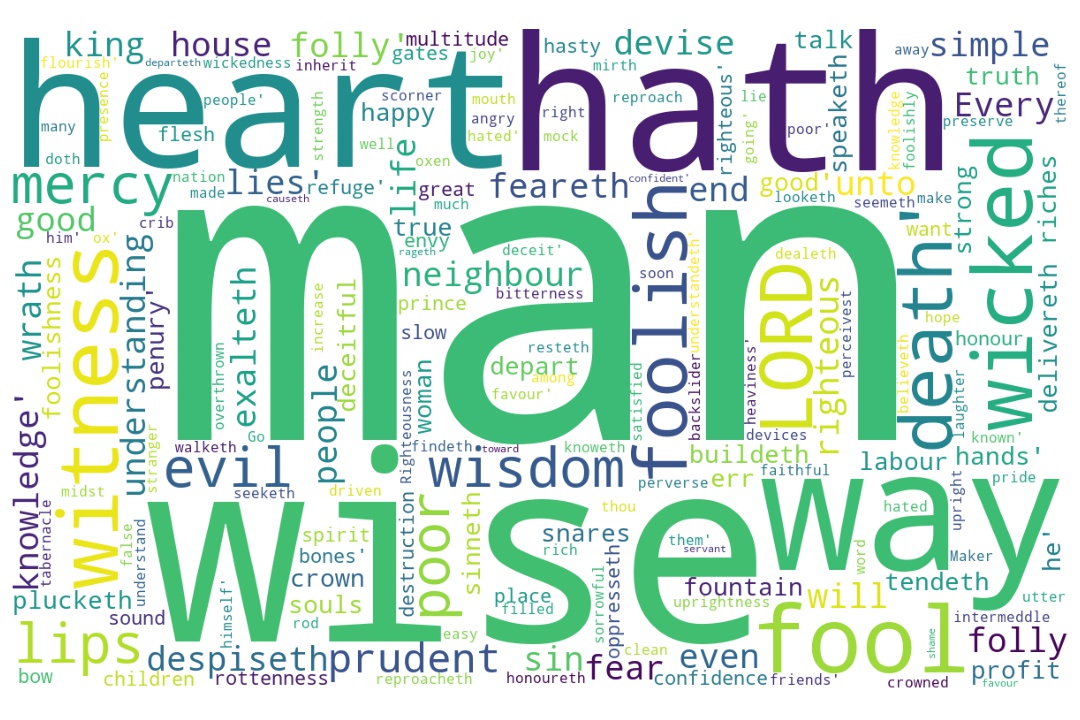 flourish'
departeth
wickedness
king
house
folly'
multitude
hasty
devise
talk
away
simple
heart
hath
gates
joy'
inherit
mirth
presence
people'
scorner
mouth
reproach
lie
truth
many
flesh
strength
happy
angry
right
righteous'
poor'
speaketh
knowledge
foolishly
Every
thereof
doth
well
hated'
mock
going'
preserve
mercy
nation
made
lies'
causeth
refuge'
life
oxen
great
much
feareth
confident'
end
good'
looketh
unto
seemeth
make
strong
wicked
riches
good
crib
him'
ox'
true
envy
rageth
deceit'
foolish
want
death'
man
wrath
foolishness
witness
understanding
penury'
exalteth
increase
deceitful
neighbour
bitterness
soon
understandeth'
LORD
dealeth
righteous
perceivest
hope
honour
delivereth
prince
slow
resteth
depart
among
favour'
people
woman
overthrown
Go
satisfied
backslider
heaviness'
believeth
laughter
known'
stranger
walketh
findeth
toward
knoweth
devices
buildeth
knowledge'
tabernacle
midst
evil
seeketh
driven
Righteousness
wisdom
perverse
err
faithful
labour
hands'
pride
wise
way
false
understand
spirit
bones'
crown
destruction
poor
sinneth
thou
snares
rich
them'
servant
hated
upright
he'
word
Maker
tendeth
plucketh
sound
himself'
souls
rod
place
filled
sorrowful
oppresseth
fountain
uprightness
will
utter
intermeddle
lips
easy
clean
fool
shame
folly
bow
children
despiseth
rottenness
prudent
reproacheth
honoureth
sin
fear
even
confidence
friends'
crowned
profit
favour